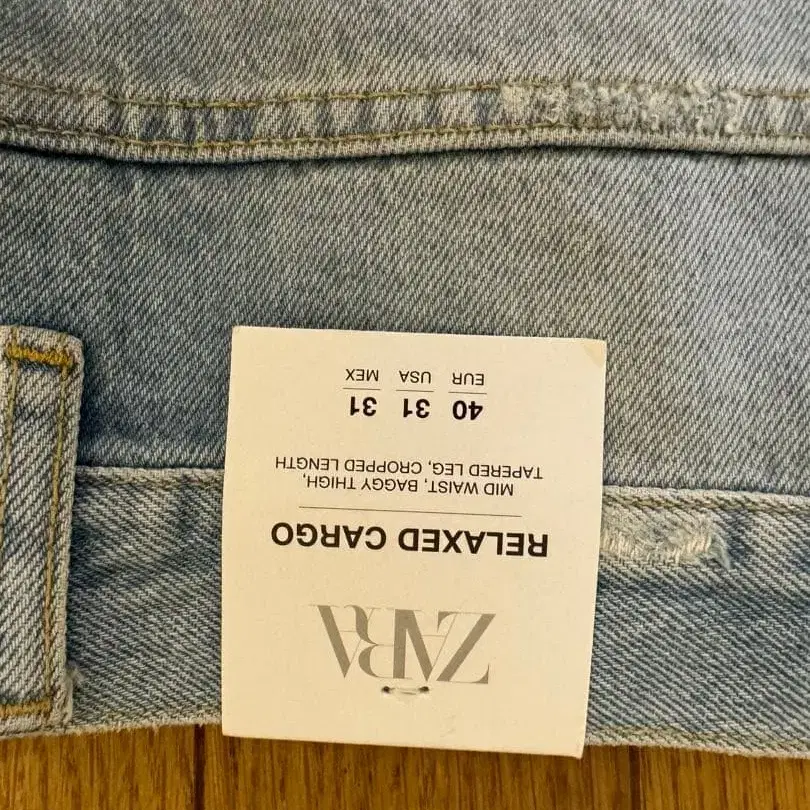 ZARA
RELAXED CARGO
MID WAIST, BAGGY THIGH,
TAPERED LEG, CROPPED LENGTH
40 31 31
EUR USA MEX